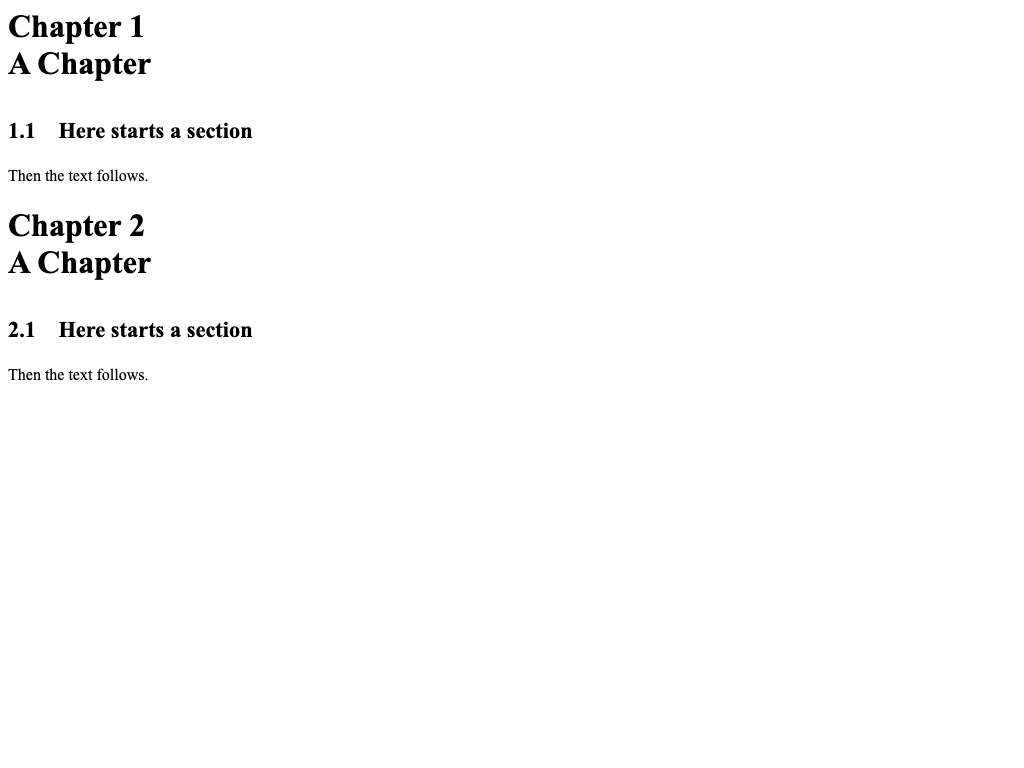 Chapter 1
A Chapter
1.1 Here starts a section
Then the text follows.
Chapter 2
A Chapter
2.1 Here starts a section
Then the text follows.